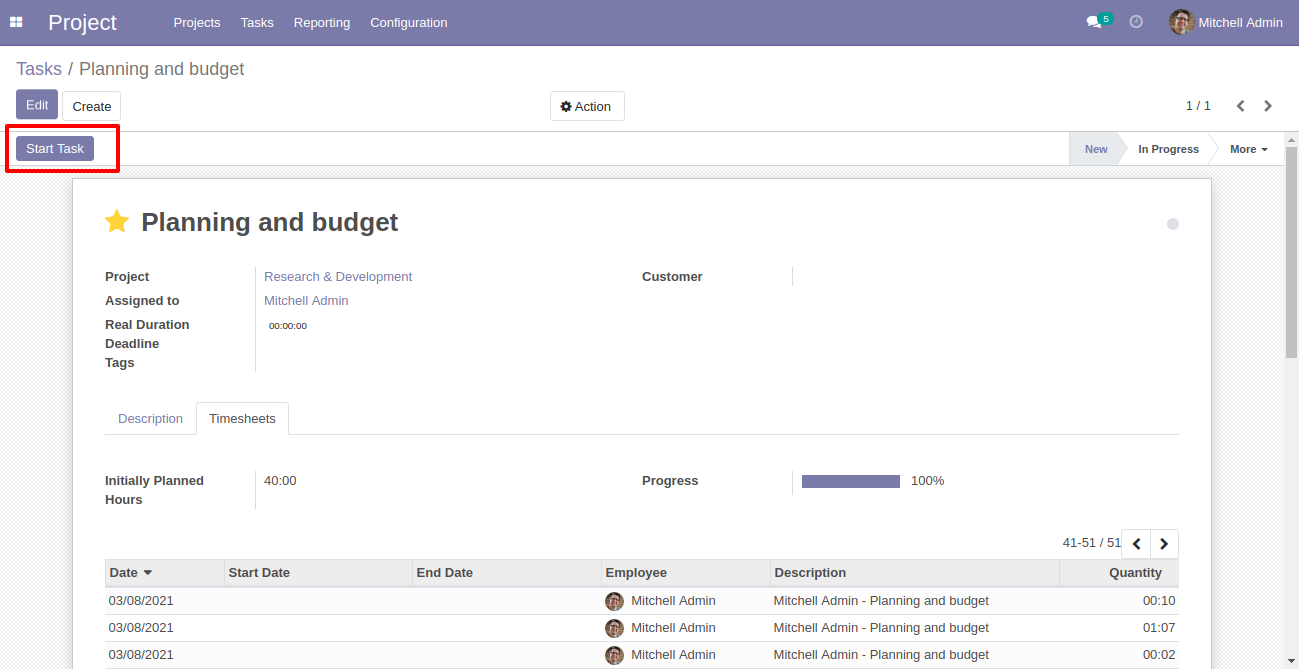 Project Projects Tasks Reporting Configuration 5 Mitchell Admin
Tasks / Planning and budget
Edit Create Action 1 / 1
Start Task New In Progress More
Planning and budget
Project Research & Development Customer
Assigned to Mitchell Admin
Real Duration 00:00:00
Deadline
Tags
Description Timesheets
Initially Planned Hours 40:00 Progress 100%
41-51 / 51
Date Start Date End Date Employee Description Quantity
03/08/2021 Mitchell Admin Mitchell Admin - Planning and budget 00:10
03/08/2021 Mitchell Admin Mitchell Admin - Planning and budget 01:07
03/08/2021 Mitchell Admin Mitchell Admin - Planning and budget 00:02